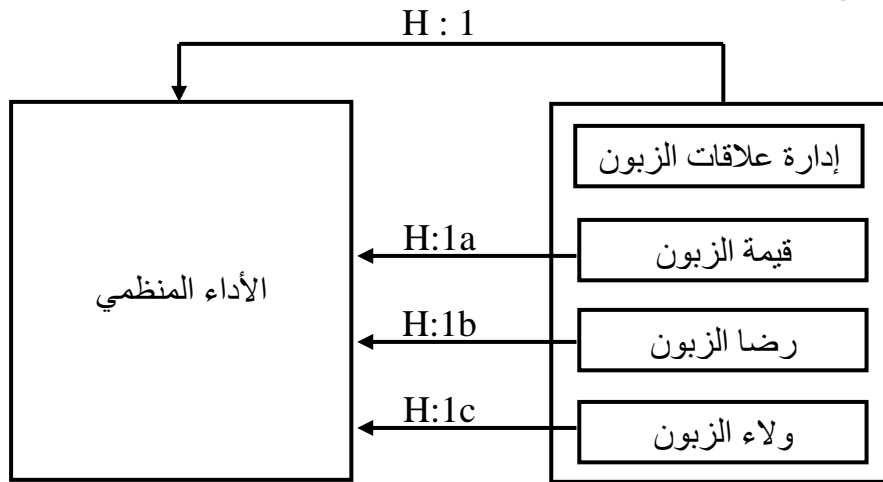 H : 1
إدارة علاقات الزبون
H:1a
قيمة الزبون
الأداء المنظمي
H:1b
رضا الزبون
H:1c
ولاء الزبون